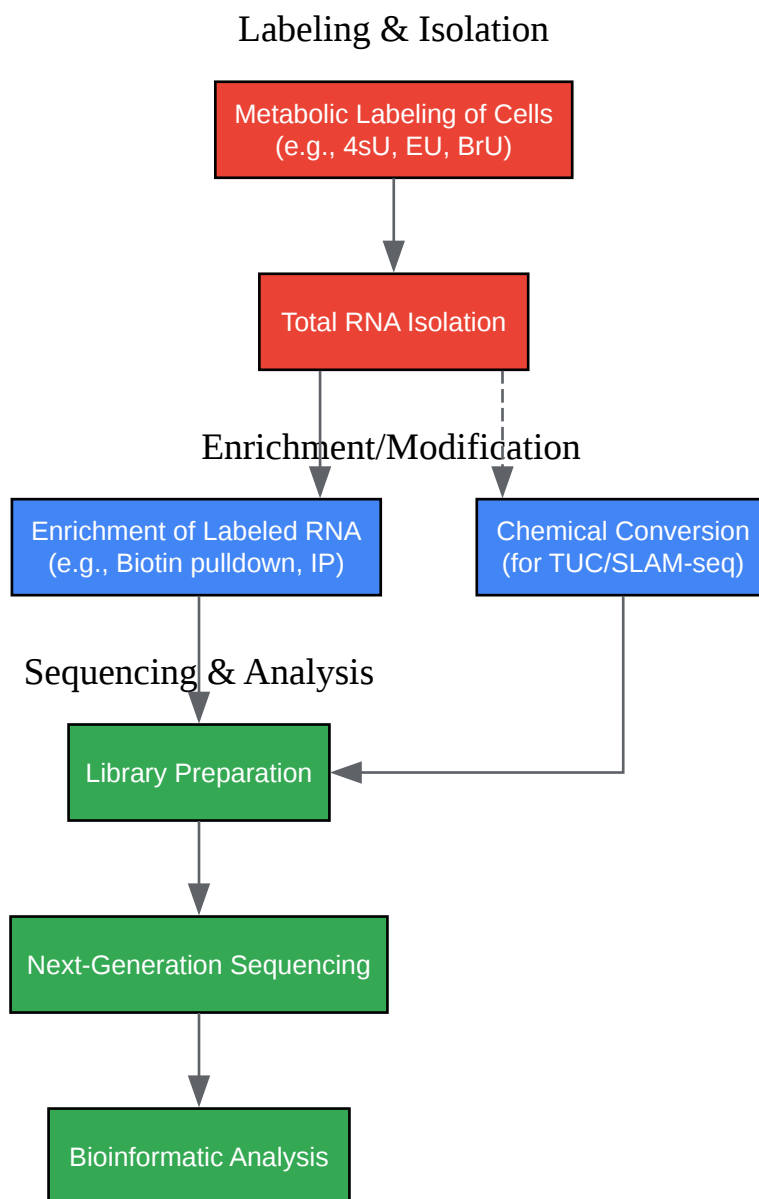 Labeling & Isolation
Metabolic Labeling of Cells
(e.g., 4sU, EU, BrU)
Total RNA Isolation
Enrichment/Modification
Enrichment of Labeled RNA
(e.g., Biotin pulldown, IP)
Chemical Conversion
(for TUC/SLAM-seq)
Sequencing & Analysis
Library Preparation
Next-Generation Sequencing
Bioinformatic Analysis